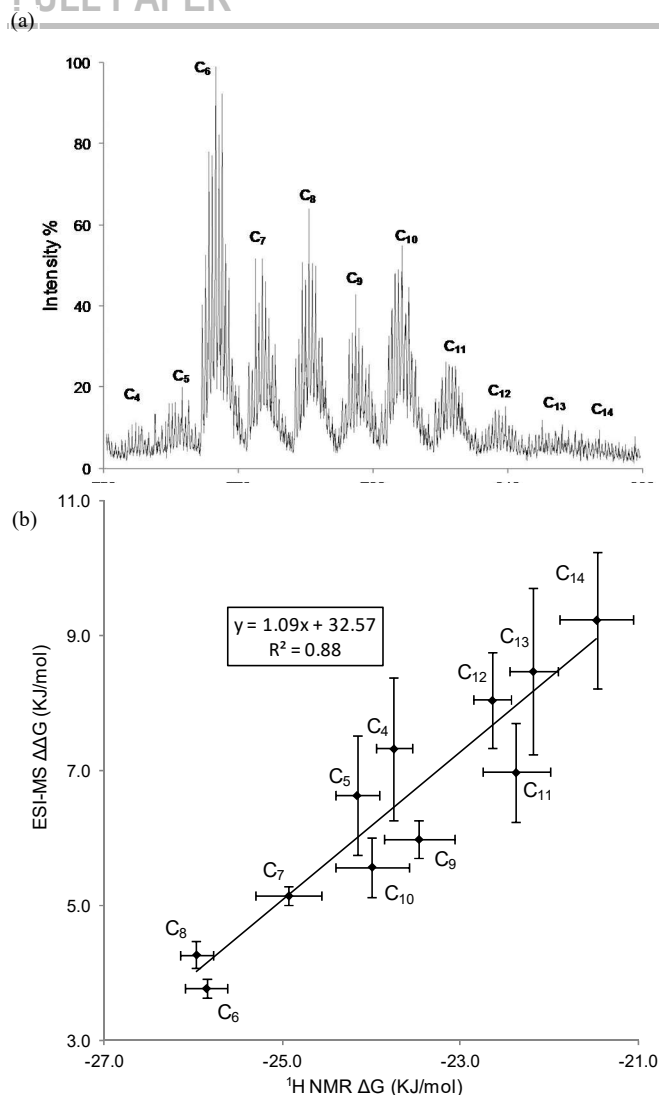 (a)
100
80
60
40
20
0
Intensity %
C₄
C₅
C₆
C₇
C₈
C₉
C₁₀
C₁₁
C₁₂
C₁₃
C₁₄
(b)
11.0
9.0
7.0
5.0
3.0
ESI-MS ΔΔG (KJ/mol)
y = 1.09x + 32.57
R² = 0.88
C₁₄
C₁₃
C₁₂
C₁₁
C₄
C₅
C₉
C₁₀
C₇
C₈
C₆
-27.0 -25.0 -23.0 -21.0
¹H NMR ΔG (KJ/mol)